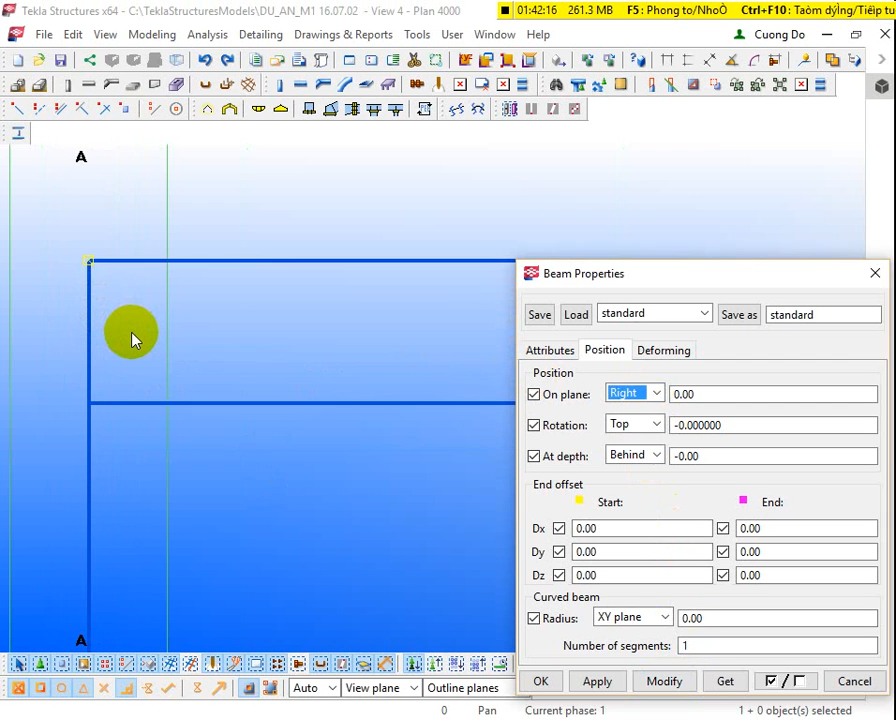 Tekla Structures x64 - C:\TeklaStructuresModels\DU_AN_M1 16.07.02 - View 4 - Plan 4000
01:42:16 261.3 MB F5 : Phong to/NhoÒ Ctrl+F10 : Taòm dýÌng/Tiêìp tu
File Edit View Modeling Analysis Detailing Drawings & Reports Tools User Window Help
Cuong Do
A
Beam Properties
Save Load standard Save as standard
Attributes Position Deforming
Position
On plane: Right 0.00
Rotation: Top -0.000000
At depth: Behind -0.00
End offset
Start: End:
Dx 0.00 0.00
Dy 0.00 0.00
Dz 0.00 0.00
Curved beam
Radius: XY plane 0.00
Number of segments: 1
A
OK Apply Modify Get / Cancel
Auto View plane Outline planes
0 Pan Current phase: 1 1 + 0 object(s) selected